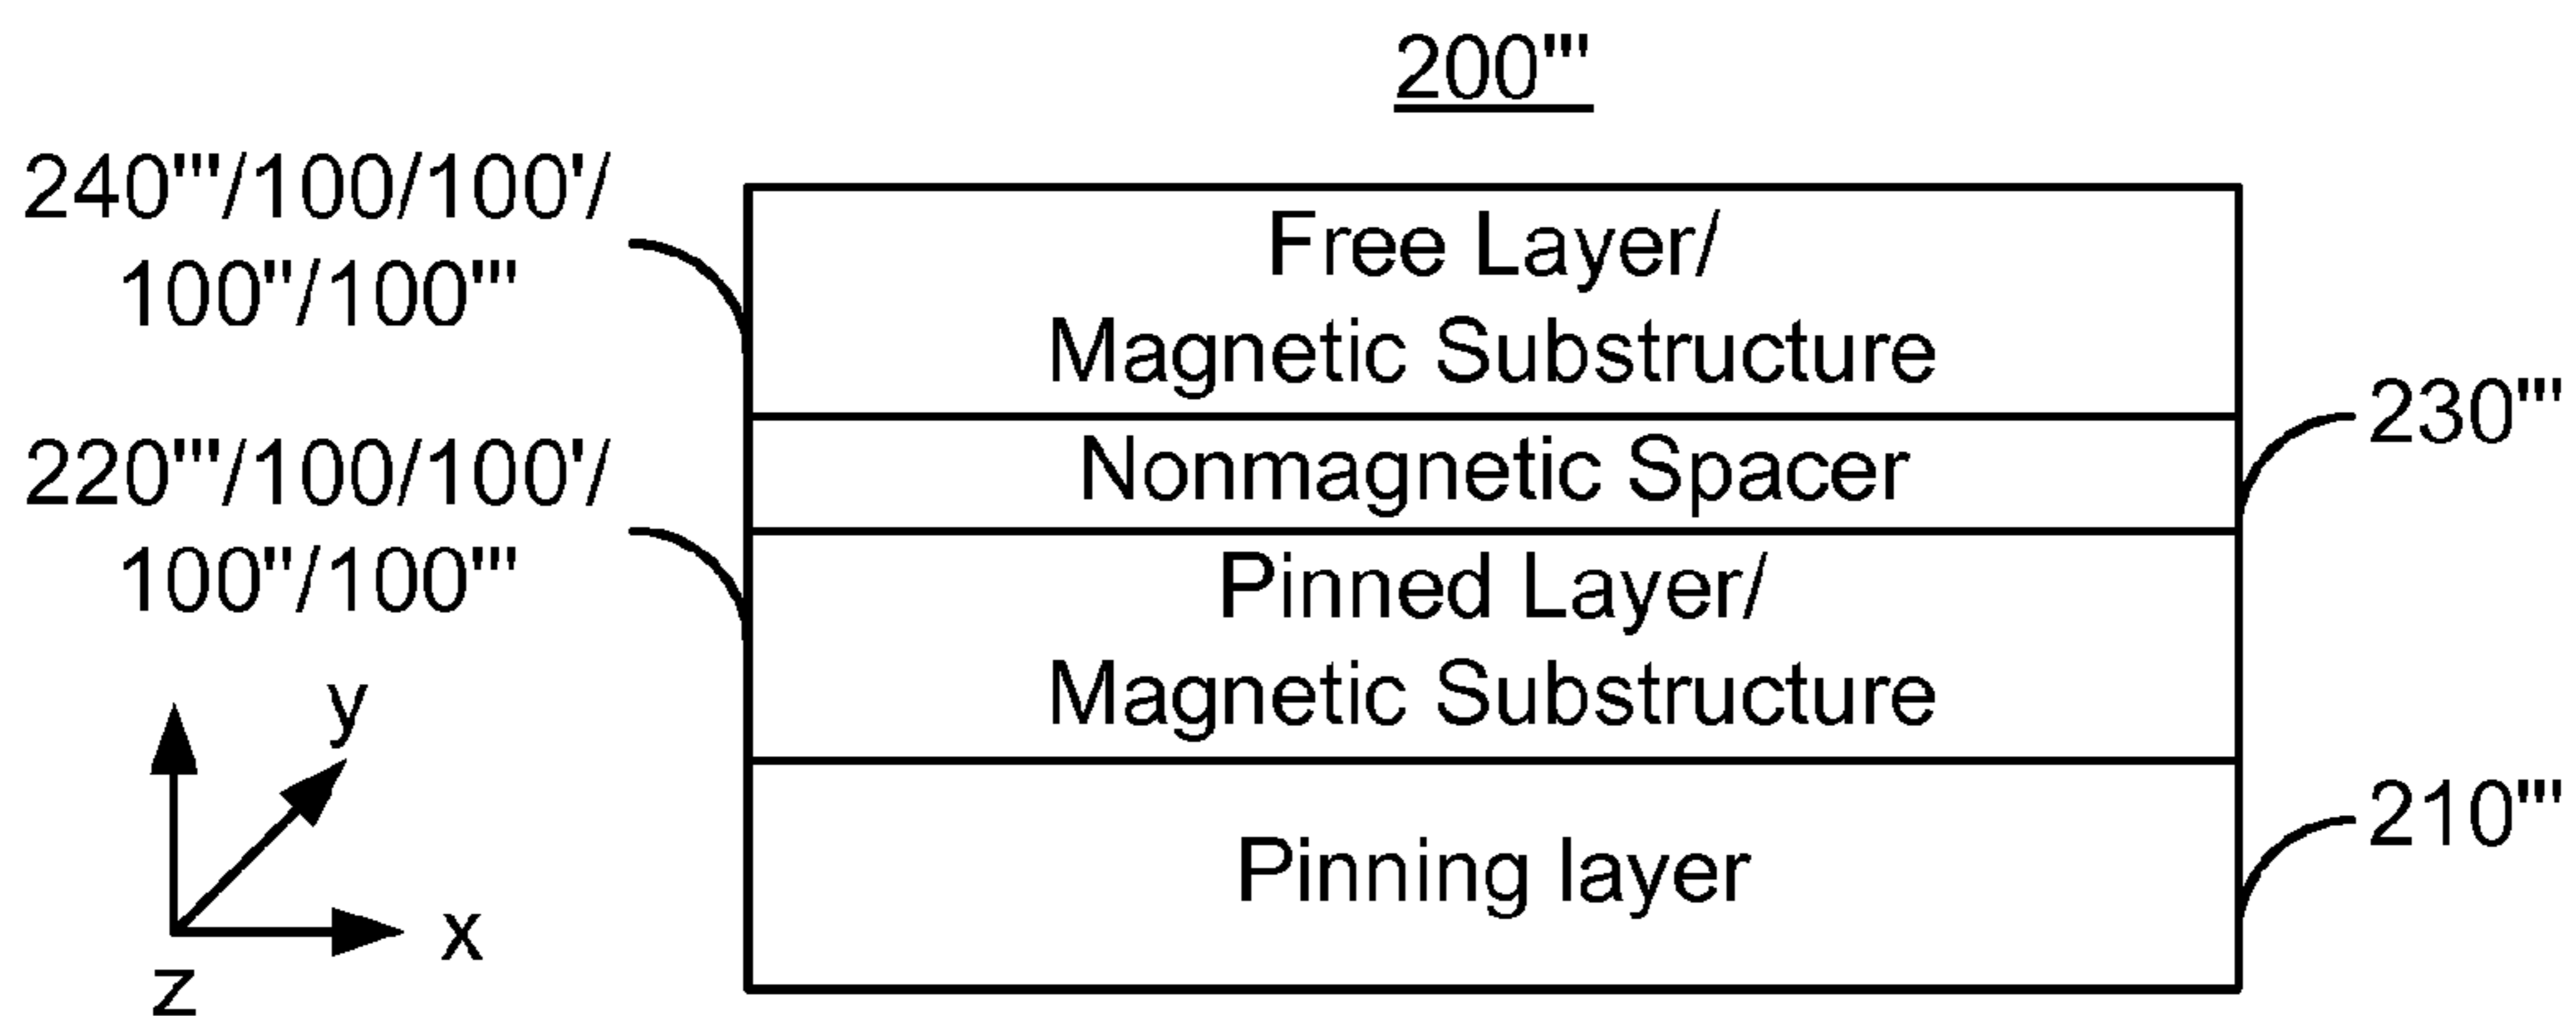 200'''
240'''/100/100'/
100''/100'''
Free Layer/
Magnetic Substructure
230'''
Nonmagnetic Spacer
220'''/100/100'/
100''/100'''
Pinned Layer/
Magnetic Substructure
210'''
Pinning layer
y
x
z